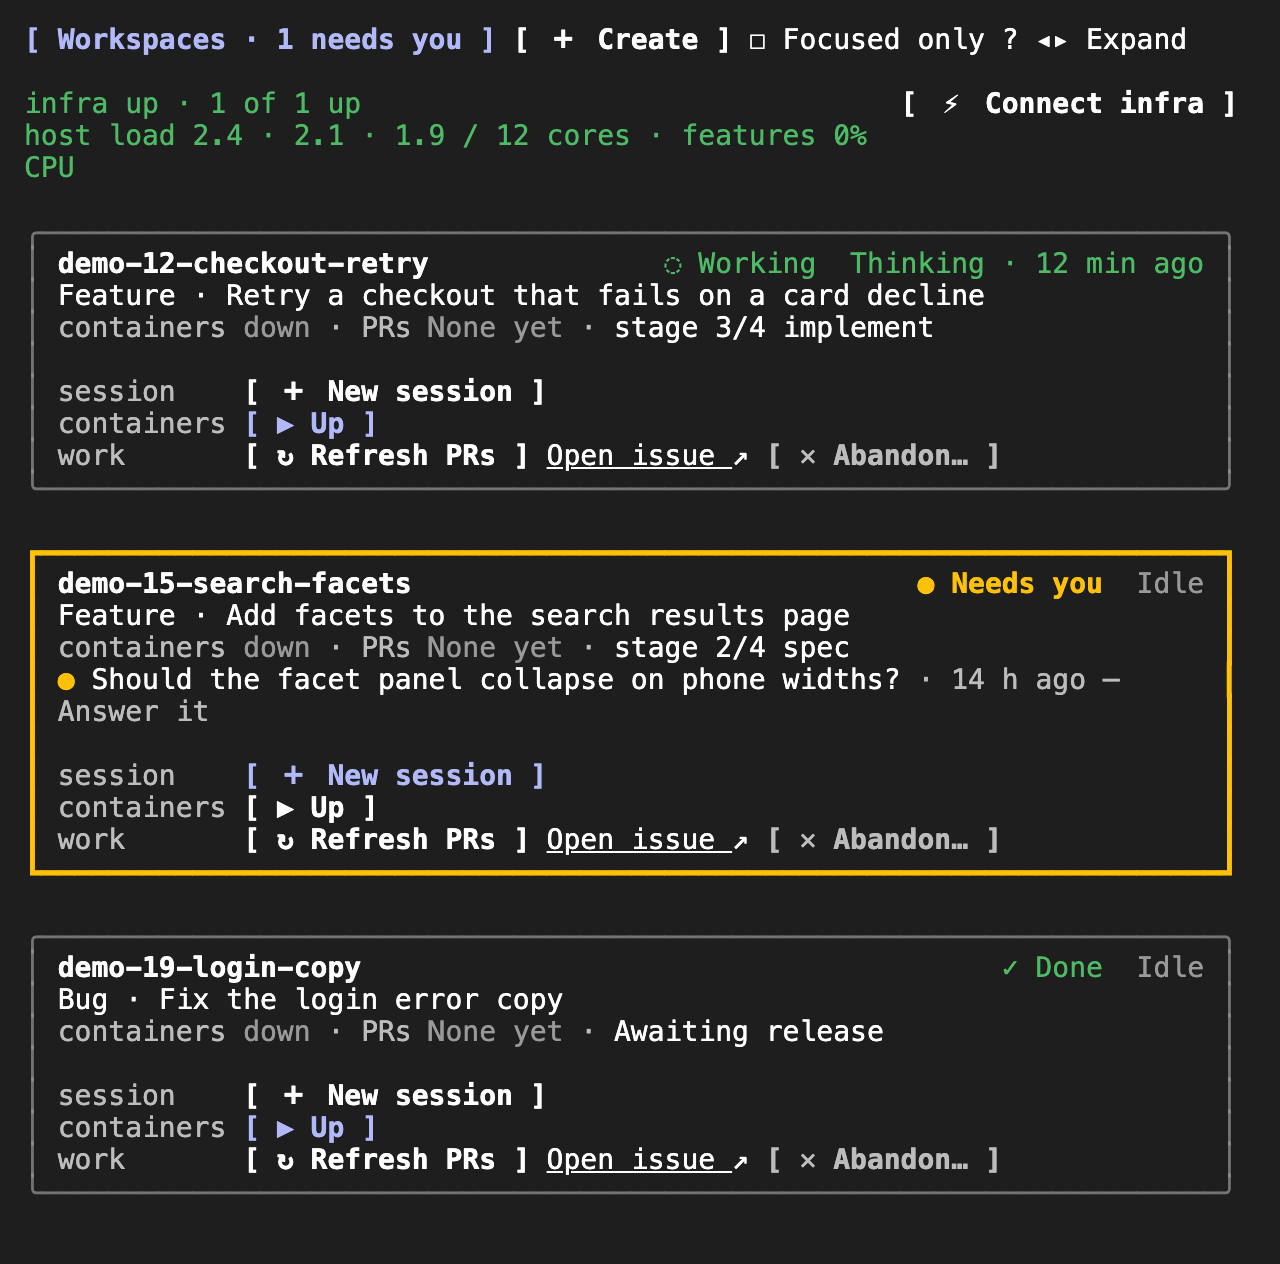 [ Workspaces · 1 needs you ] [ + Create ] □ Focused only ? ◂▸ Expand
infra up · 1 of 1 up [ ⚡ Connect infra ]
host load 2.4 · 2.1 · 1.9 / 12 cores · features 0%
CPU
demo-12-checkout-retry ◌ Working Thinking · 12 min ago
Feature · Retry a checkout that fails on a card decline
containers down · PRs None yet · stage 3/4 implement
session [ + New session ]
containers [ ▶ Up ]
work [ ↻ Refresh PRs ] Open issue ↗ [ × Abandon… ]
demo-15-search-facets ● Needs you Idle
Feature · Add facets to the search results page
containers down · PRs None yet · stage 2/4 spec
● Should the facet panel collapse on phone widths? · 14 h ago —
Answer it
session [ + New session ]
containers [ ▶ Up ]
work [ ↻ Refresh PRs ] Open issue ↗ [ × Abandon… ]
demo-19-login-copy ✓ Done Idle
Bug · Fix the login error copy
containers down · PRs None yet · Awaiting release
session [ + New session ]
containers [ ▶ Up ]
work [ ↻ Refresh PRs ] Open issue ↗ [ × Abandon… ]